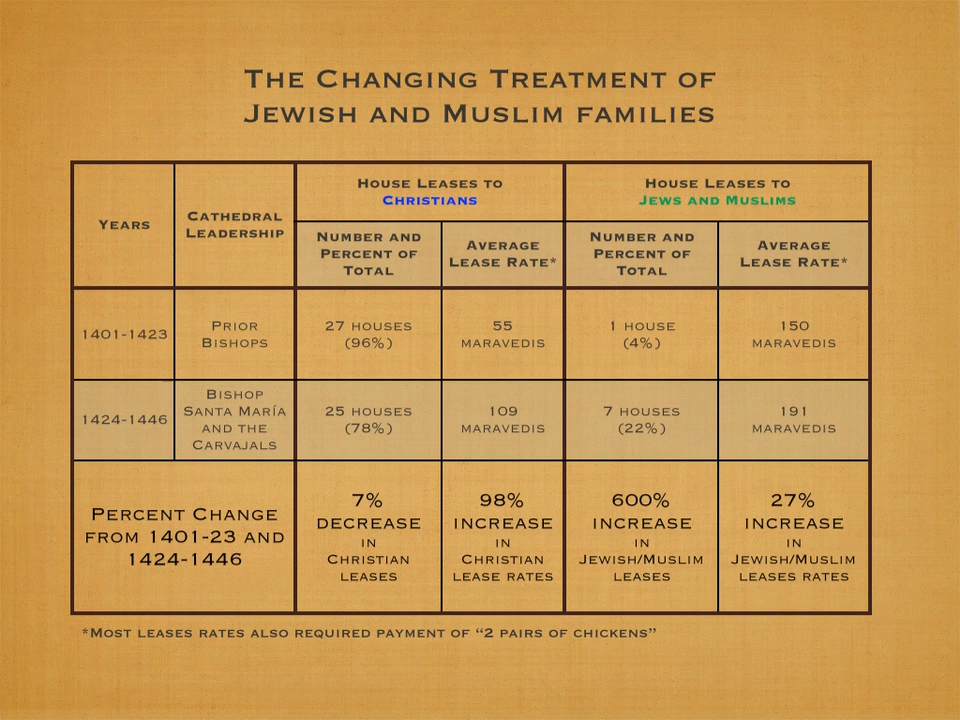 The Changing Treatment of
Jewish and Muslim families
Years
Cathedral
Leadership
House Leases to
Christians
House Leases to
Jews and Muslims
Number and
Percent of
Total
Average
Lease Rate*
Number and
Percent of
Total
Average
Lease Rate*
1401-1423
Prior
Bishops
27 houses
(96%)
55
maravedis
1 house
(4%)
150
maravedis
1424-1446
Bishop
Santa María
and the
Carvajals
25 houses
(78%)
109
maravedis
7 houses
(22%)
191
maravedis
Percent Change
from 1401-23 and
1424-1446
7%
decrease
in
Christian
leases
98%
increase
in
Christian
lease rates
600%
increase
in
Jewish/Muslim
leases
27%
increase
in
Jewish/Muslim
leases rates
*Most leases rates also required payment of “2 pairs of chickens”